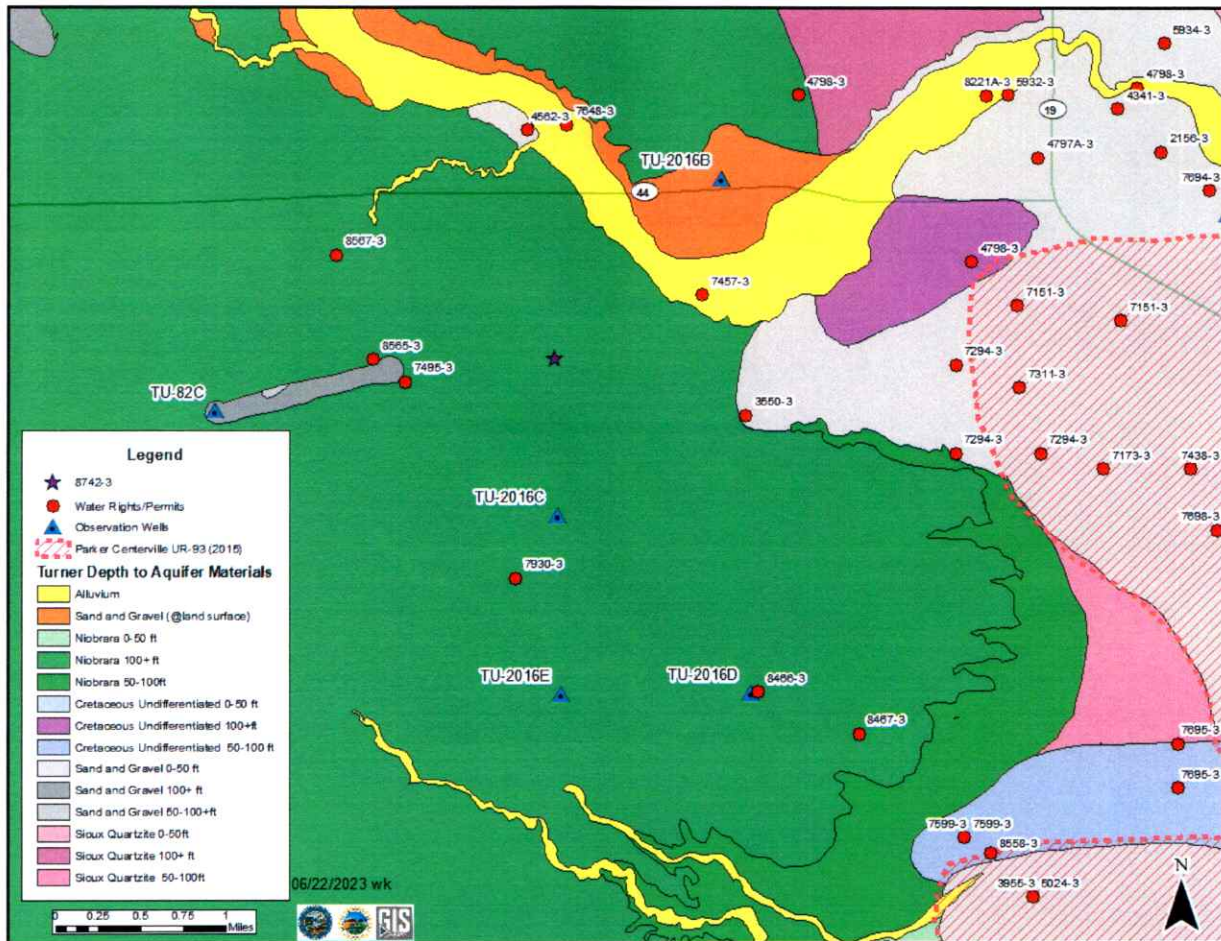 5934-3
4798-3
8221A-3
5932-3
4798-3
4341-3
19
4562-3
7648-3
4797A-3
2156-3
TU-2016B
7694-3
44
8567-3
4798-3
7457-3
7151-3
7151-3
8565-3
7495-3
7294-3
7311-3
TU-82C
3550-3
7294-3
7294-3
7173-3
7438-3
TU-2016C
7698-3
7930-3
TU-2016E
TU-2016D
8466-3
8467-3
7695-3
7695-3
7599-3
7599-3
8558-3
3955-3
5024-3
N
Legend
8742-3
Water Rights/Permits
Observation Wells
Parker Centerville UR-93 (2015)
Turner Depth to Aquifer Materials
Alluvium
Sand and Gravel (@land surface)
Niobrara 0-50 ft
Niobrara 100+ ft
Niobrara 50-100ft
Cretaceous Undifferentiated 0-50 ft
Cretaceous Undifferentiated 100+ft
Cretaceous Undifferentiated 50-100 ft
Sand and Gravel 0-50 ft
Sand and Gravel 100+ ft
Sand and Gravel 50-100+ft
Sioux Quartzite 0-50ft
Sioux Quartzite 100+ ft
Sioux Quartzite 50-100ft
06/22/2023 wk
0 0.25 0.5 0.75 1
Miles
GIS